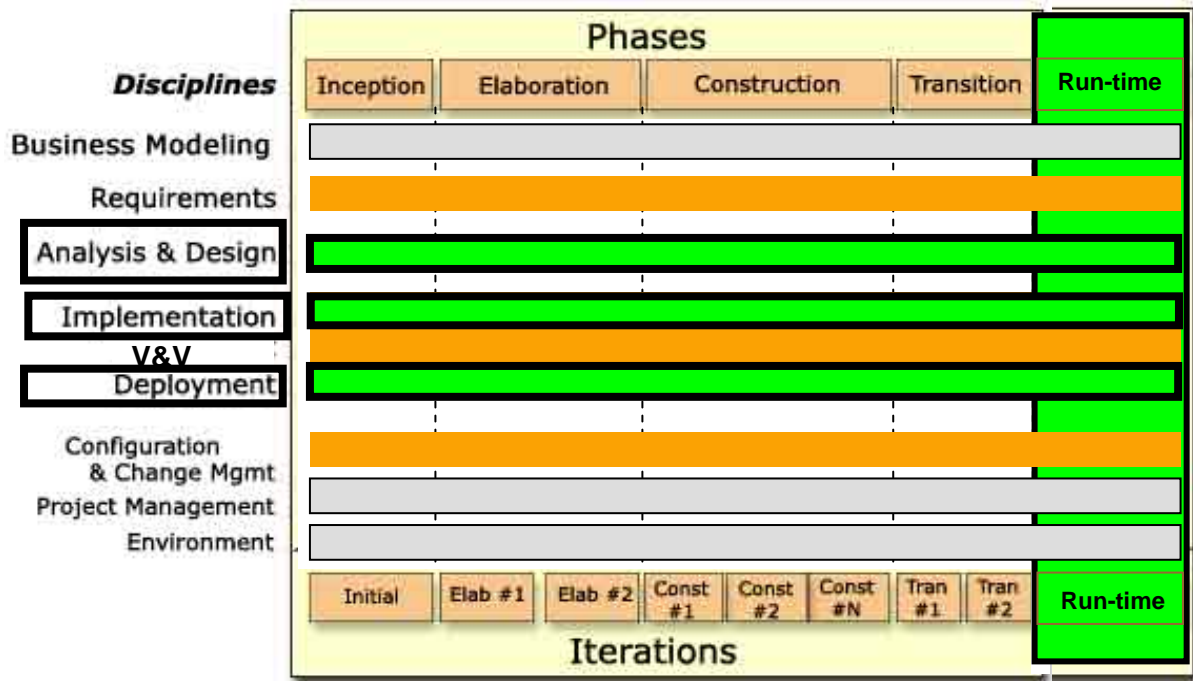 Phases
Disciplines
Inception
Elaboration
Construction
Transition
Run-time
Business Modeling
Requirements
Analysis & Design
Implementation
V&V
Deployment
Configuration
& Change Mgmt
Project Management
Environment
Initial
Elab #1
Elab #2
Const
#1
Const
#2
Const
#N
Tran
#1
Tran
#2
Run-time
Iterations